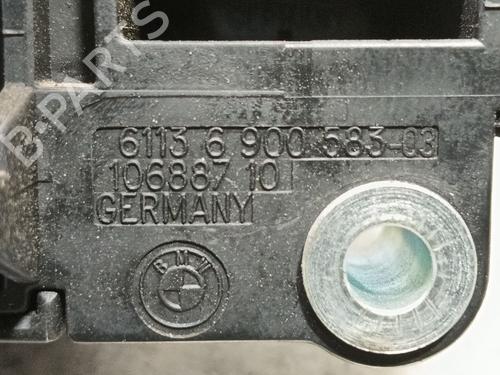 B-PARTS
6113 6 900 583-03
106887 10
GERMANY
BMW